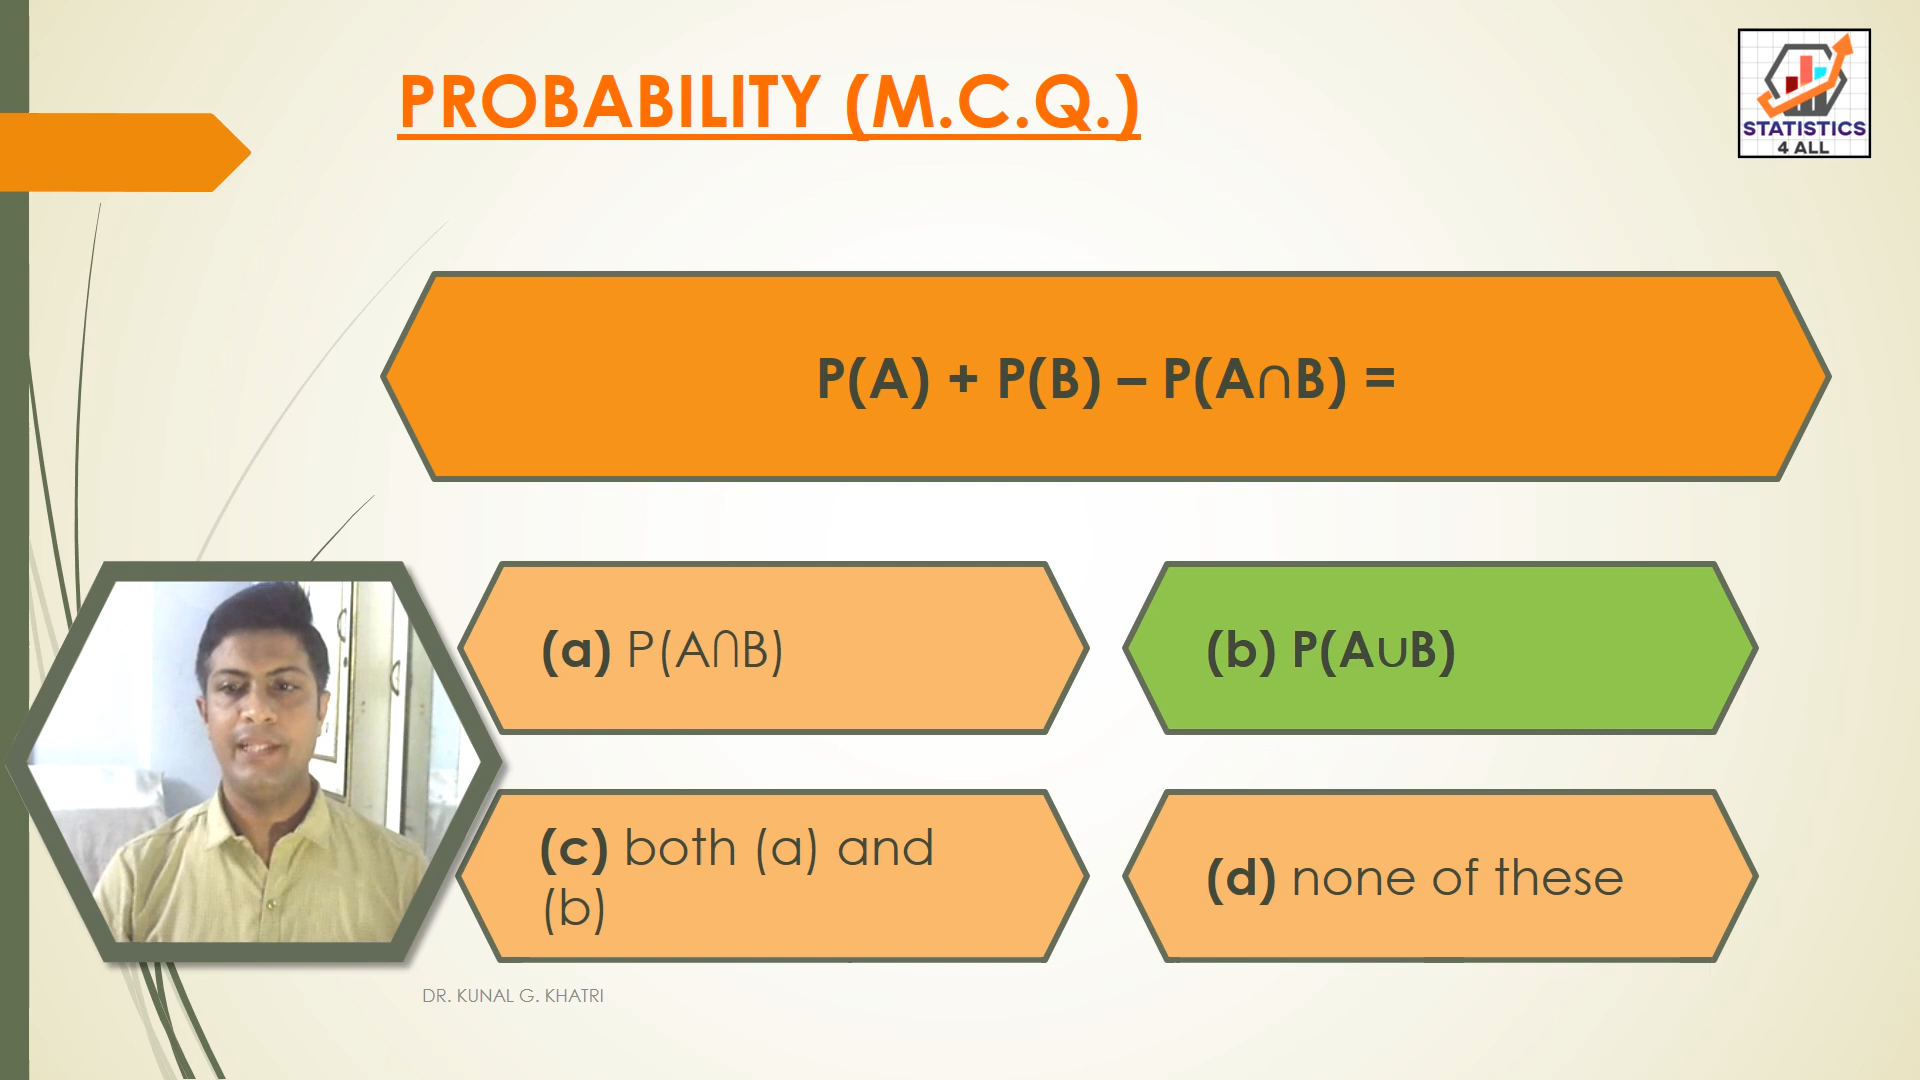 PROBABILITY (M.C.Q.)
STATISTICS
4 ALL
P(A) + P(B) – P(A∩B) =
(a) P(A∩B)
(b) P(A∪B)
(c) both (a) and
(b)
(d) none of these
DR. KUNAL G. KHATRI